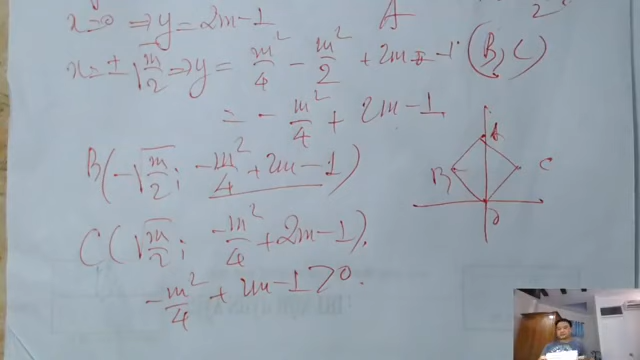 x=0 ⇒ y = 2m-1 A
x = ± √(m/2) ⇒ y = m²/4 - m²/2 + 2m - 1 (B, C)
= - m²/4 + 2m - 1
B(-√(m/2); -m²/4 + 2m - 1)
C(√(m/2); -m²/4 + 2m - 1).
-m²/4 + 2m - 1 > 0.
A
B C
O